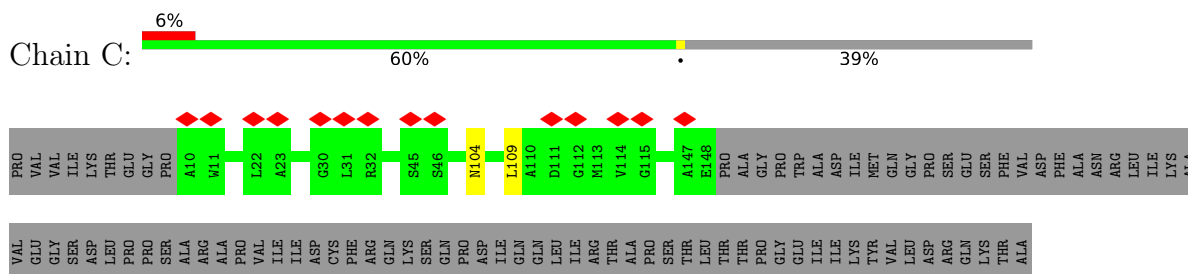 6%
Chain C:
60%
•
39%
PRO VAL VAL ILE LYS THR GLU GLY PRO A10 W11 L22 A23 G30 L31 R32 S45 S46 N104 L109 A110 D111 G112 M113 V114 G115 A147 E148 PRO ALA GLY PRO TRP ALA ASP ILE MET GLN GLY PRO SER GLU SER PHE VAL ASP PHE ALA ASN ARG LEU ILE LYS ALA
VAL GLU GLY SER ASP LEU PRO PRO SER ALA ARG ALA PRO VAL ILE ILE ASP CYS PHE ARG GLN LYS SER GLN PRO ASP ILE GLN GLN LEU ILE ARG THR ALA PRO SER THR LEU THR THR PRO GLY GLU ILE ILE LYS TYR VAL LEU ASP ARG GLN LYS THR ALA